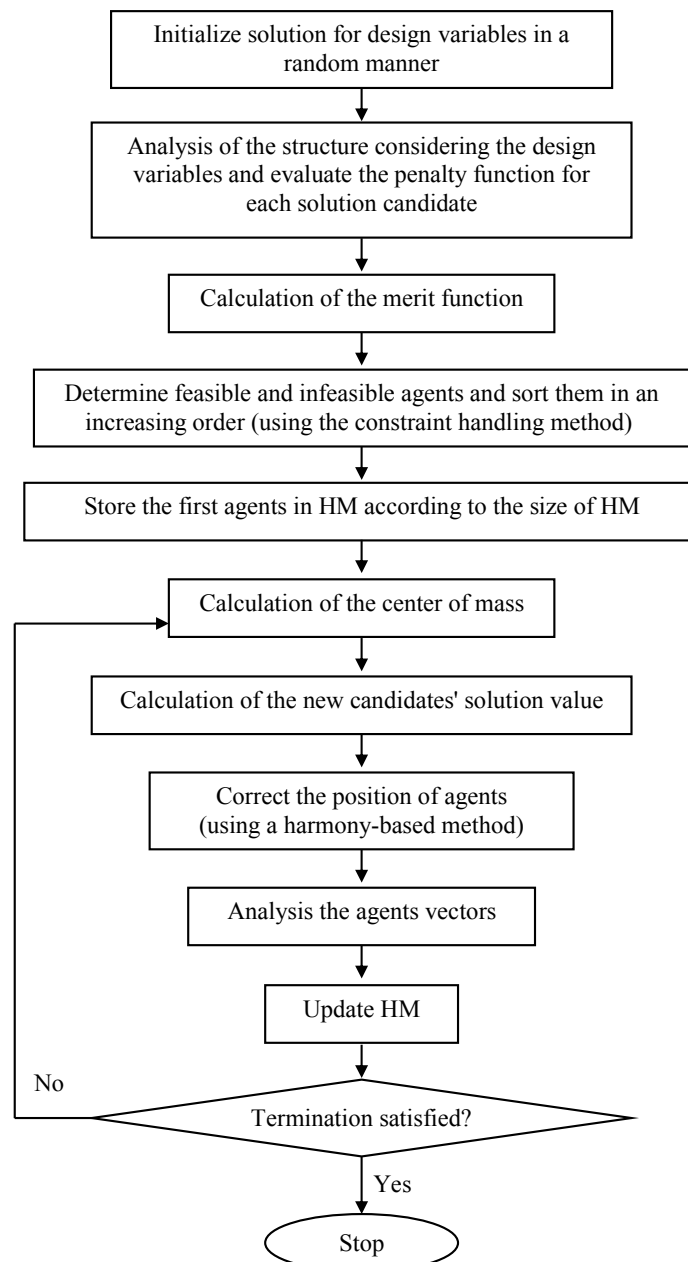 Initialize solution for design variables in a
random manner
Analysis of the structure considering the design
variables and evaluate the penalty function for
each solution candidate
Calculation of the merit function
Determine feasible and infeasible agents and sort them in an
increasing order (using the constraint handling method)
Store the first agents in HM according to the size of HM
Calculation of the center of mass
Calculation of the new candidates' solution value
Correct the position of agents
(using a harmony-based method)
Analysis the agents vectors
Update HM
No
Termination satisfied?
Yes
Stop